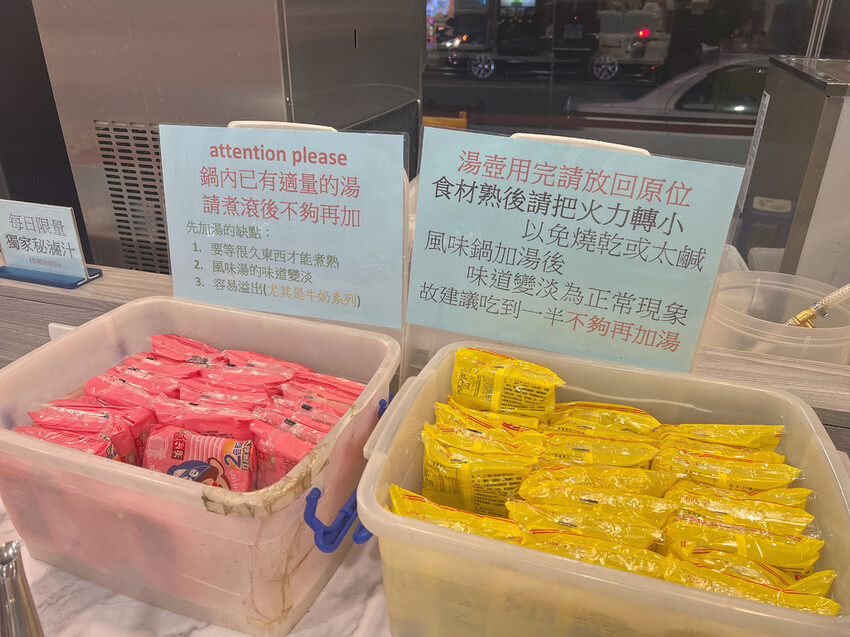 每日限量
獨家秘滷汁
attention please
鍋內已有適量的湯
請煮滾後不夠再加
先加湯的缺點：
1. 要等很久東西才能煮熟
2. 風味湯的味道變淡
3. 容易溢出(尤其是牛奶系列)
湯壺用完請放回原位
食材熟後請把火力轉小
以免燒乾或太鹹
風味鍋加湯後
味道變淡為正常現象
故建議吃到一半不夠再加湯